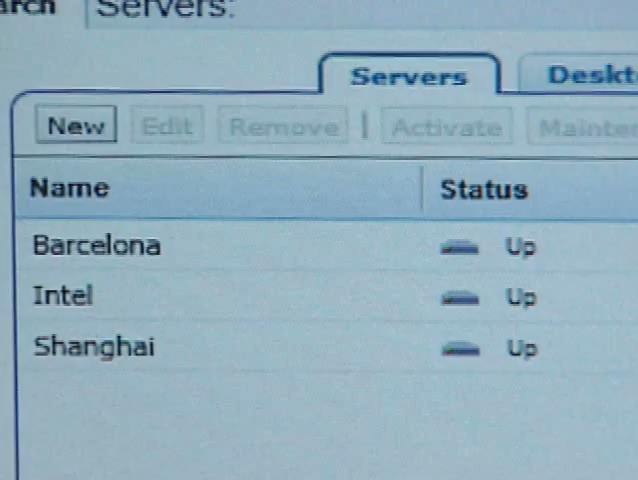 Servers:
Servers
New Edit Remove | Activate
Name Status
Barcelona Up
Intel Up
Shanghai Up